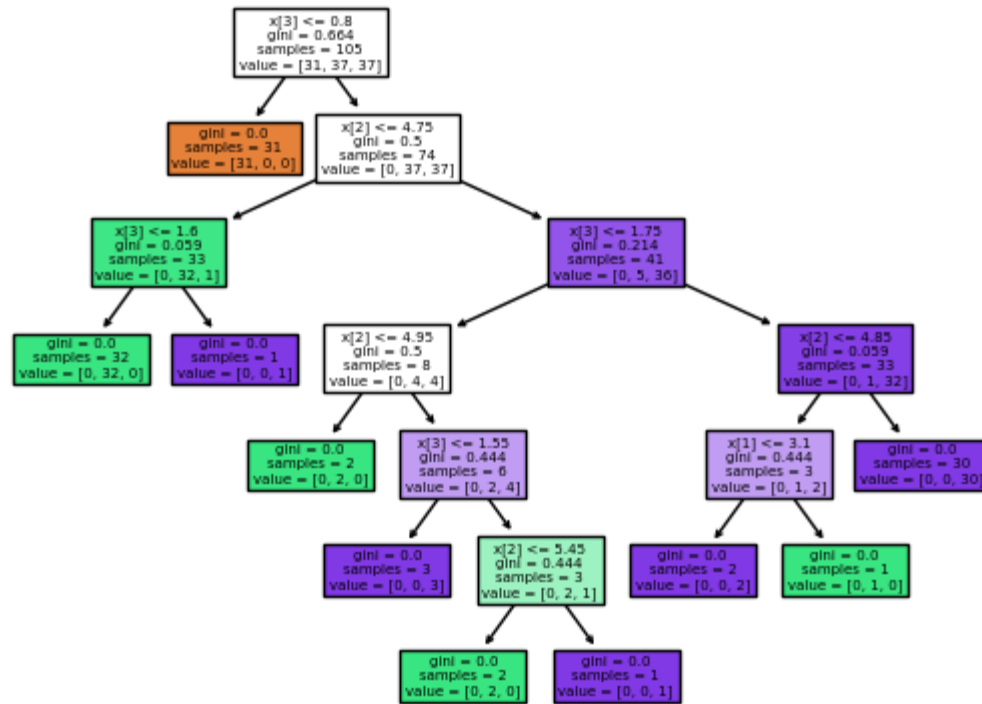 x[3] <= 0.8
gini = 0.664
samples = 105
value = [31, 37, 37]
gini = 0.0
samples = 31
value = [31, 0, 0]
x[2] <= 4.75
gini = 0.5
samples = 74
value = [0, 37, 37]
x[3] <= 1.6
gini = 0.059
samples = 33
value = [0, 32, 1]
x[3] <= 1.75
gini = 0.214
samples = 41
value = [0, 5, 36]
gini = 0.0
samples = 32
value = [0, 32, 0]
gini = 0.0
samples = 1
value = [0, 0, 1]
x[2] <= 4.95
gini = 0.5
samples = 8
value = [0, 4, 4]
x[2] <= 4.85
gini = 0.059
samples = 33
value = [0, 1, 32]
gini = 0.0
samples = 2
value = [0, 2, 0]
x[3] <= 1.55
gini = 0.444
samples = 6
value = [0, 2, 4]
x[1] <= 3.1
gini = 0.444
samples = 3
value = [0, 1, 2]
gini = 0.0
samples = 30
value = [0, 0, 30]
gini = 0.0
samples = 3
value = [0, 0, 3]
x[2] <= 5.45
gini = 0.444
samples = 3
value = [0, 2, 1]
gini = 0.0
samples = 2
value = [0, 0, 2]
gini = 0.0
samples = 1
value = [0, 1, 0]
gini = 0.0
samples = 2
value = [0, 2, 0]
gini = 0.0
samples = 1
value = [0, 0, 1]